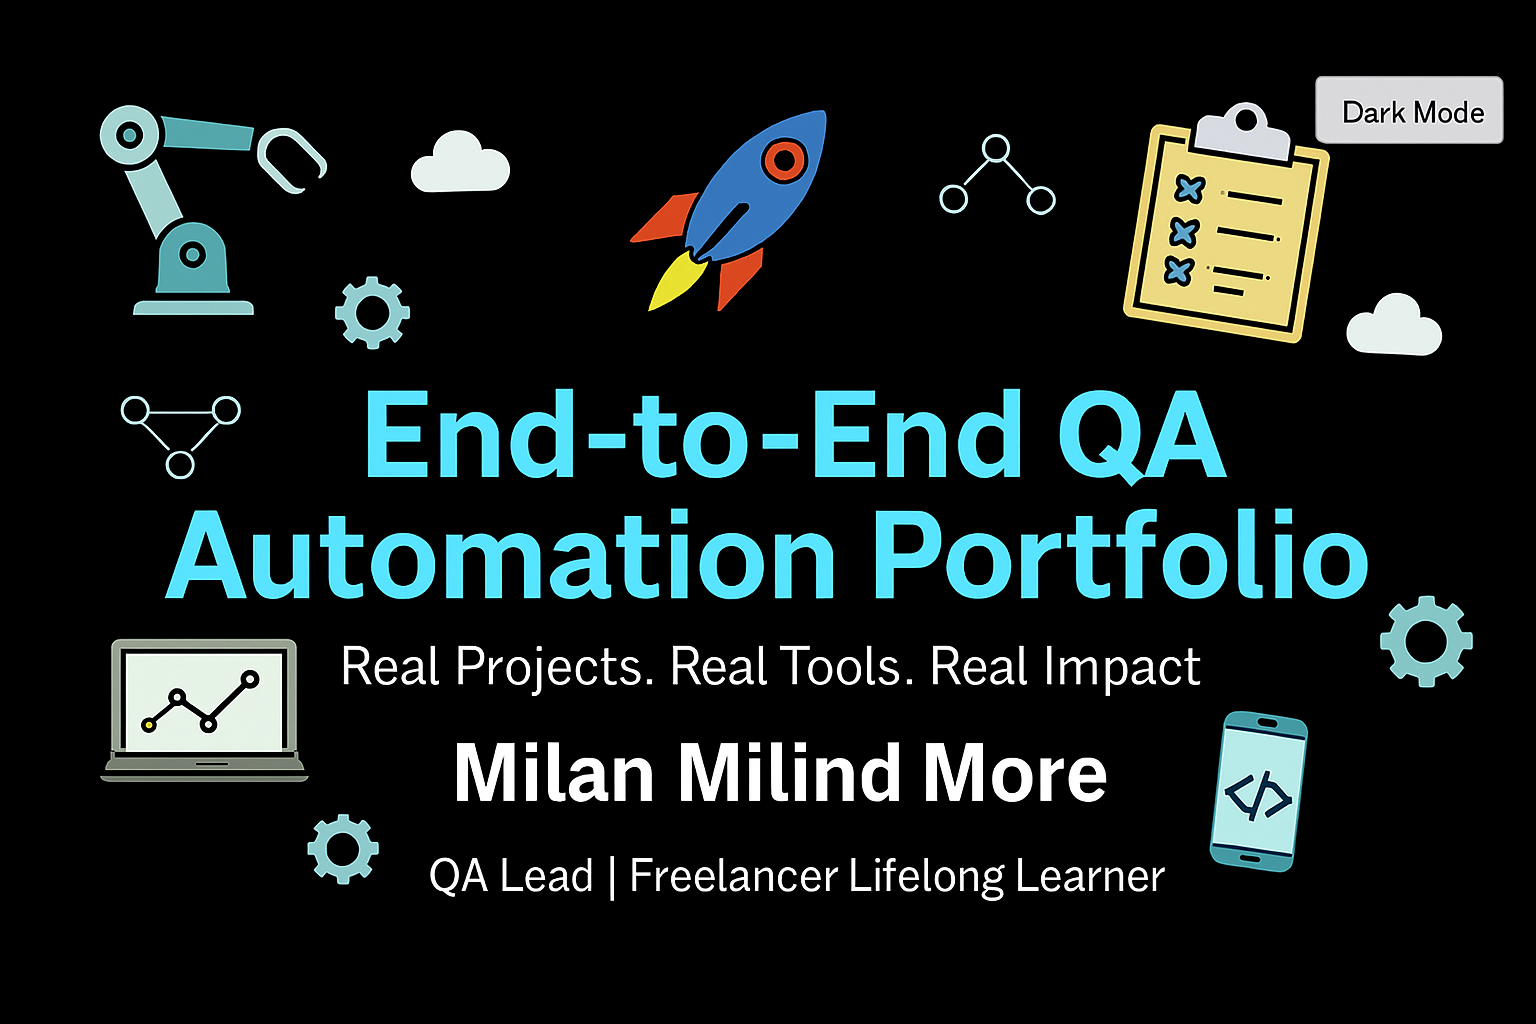 Dark Mode
End-to-End QA
Automation Portfolio
Real Projects. Real Tools. Real Impact
Milan Milind More
QA Lead | Freelancer Lifelong Learner